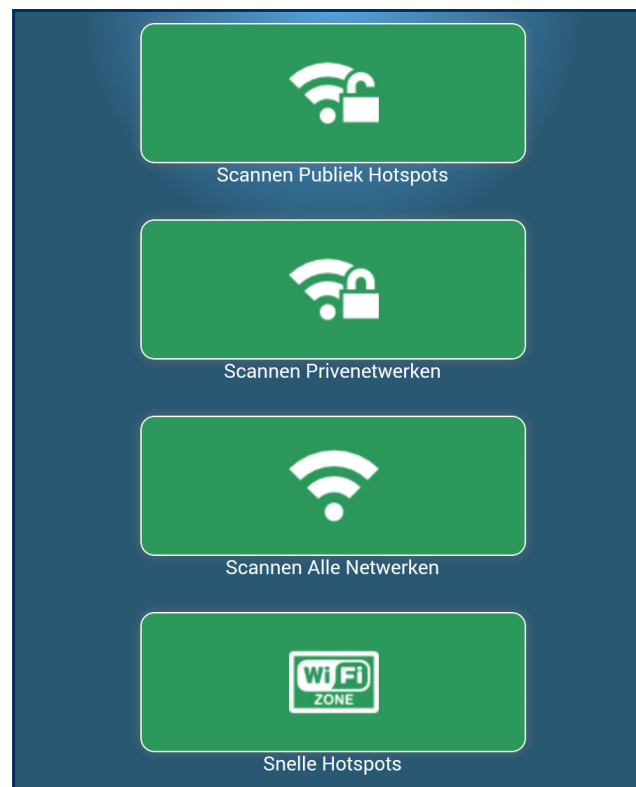 Scannen Publiek Hotspots
Scannen Privenetwerken
Scannen Alle Netwerken
Wi Fi
ZONE
Snelle Hotspots